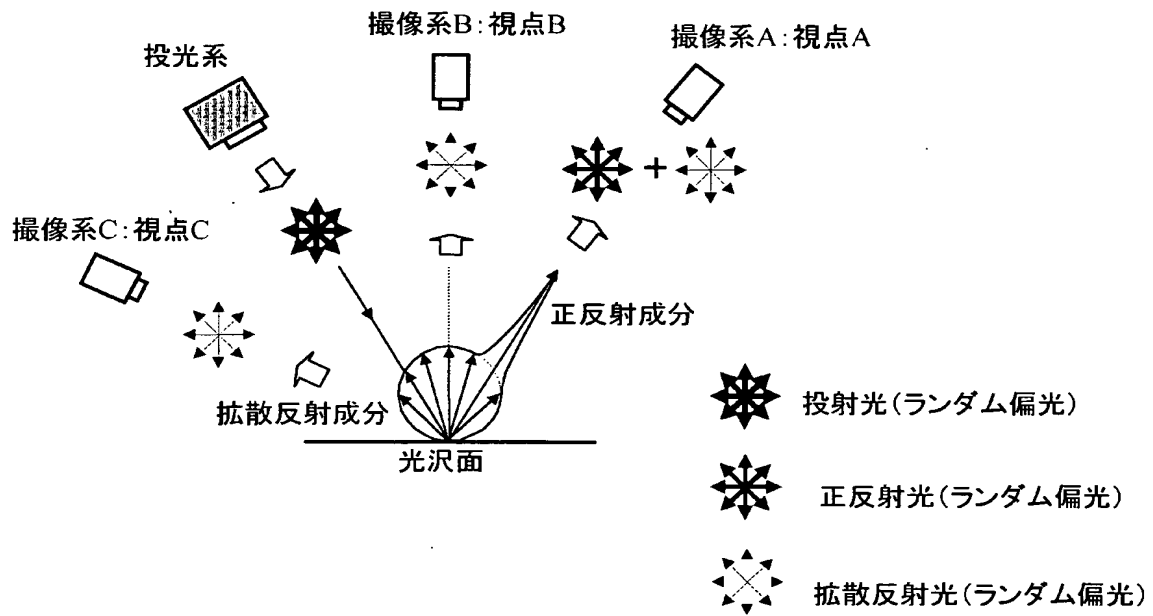 撮像系B:視点B
撮像系A:視点A
投光系
撮像系C:視点C
正反射成分
拡散反射成分
光沢面
投射光(ランダム偏光)
正反射光(ランダム偏光)
拡散反射光(ランダム偏光)